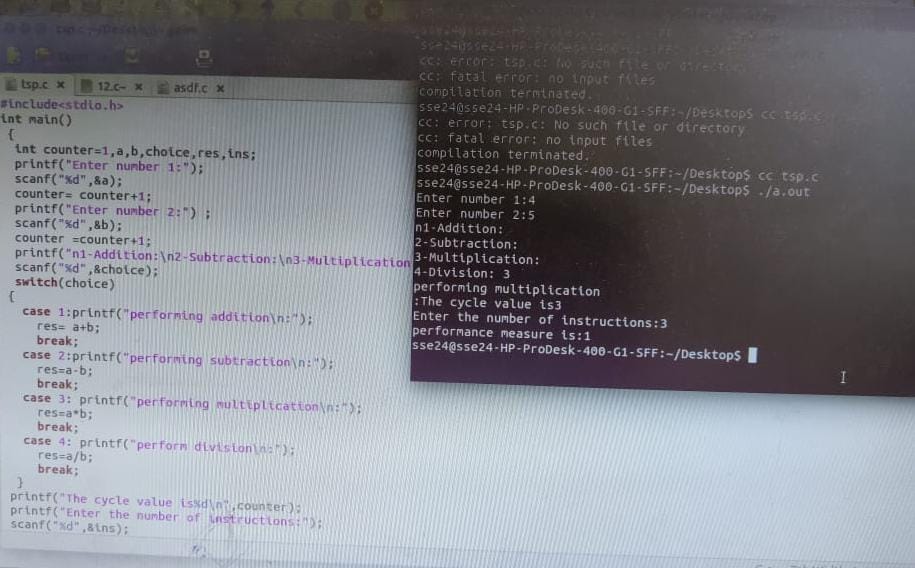 tsp.c × 12.c~ × asdf.c ×
#include<stdio.h>
int main()
{
int counter=1,a,b,choice,res,ins;
printf("Enter number 1:");
scanf("%d",&a);
counter= counter+1;
printf("Enter number 2:") ;
scanf("%d",&b);
counter =counter+1;
printf("n1-Addition:\n2-Subtraction:\n3-Multiplication
scanf("%d",&choice);
switch(choice)
{
case 1:printf("performing addition\n:");
res= a+b;
break;
case 2:printf("performing subtraction\n:");
res=a-b;
break;
case 3: printf("performing multiplication\n:");
res=a*b;
break;
case 4: printf("perform division\n:");
res=a/b;
break;
}
printf("The cycle value is%d\n",counter);
printf("Enter the number of instructions:");
scanf("%d",&ins);
sse24@sse24-HP-ProDesk-400-G1-SFF:~/Desktop$ cc
cc: error: tsp.c: No such file or directory
cc: fatal error: no input files
compilation terminated.
sse24@sse24-HP-ProDesk-400-G1-SFF:~/Desktop$ cc tsp.c
cc: error: tsp.c: No such file or directory
cc: fatal error: no input files
compilation terminated.
sse24@sse24-HP-ProDesk-400-G1-SFF:~/Desktop$ cc tsp.c
sse24@sse24-HP-ProDesk-400-G1-SFF:~/Desktop$ ./a.out
Enter number 1:4
Enter number 2:5
n1-Addition:
2-Subtraction:
3-Multiplication:
4-Division: 3
performing multiplication
:The cycle value is3
Enter the number of instructions:3
performance measure is:1
sse24@sse24-HP-ProDesk-400-G1-SFF:~/Desktop$